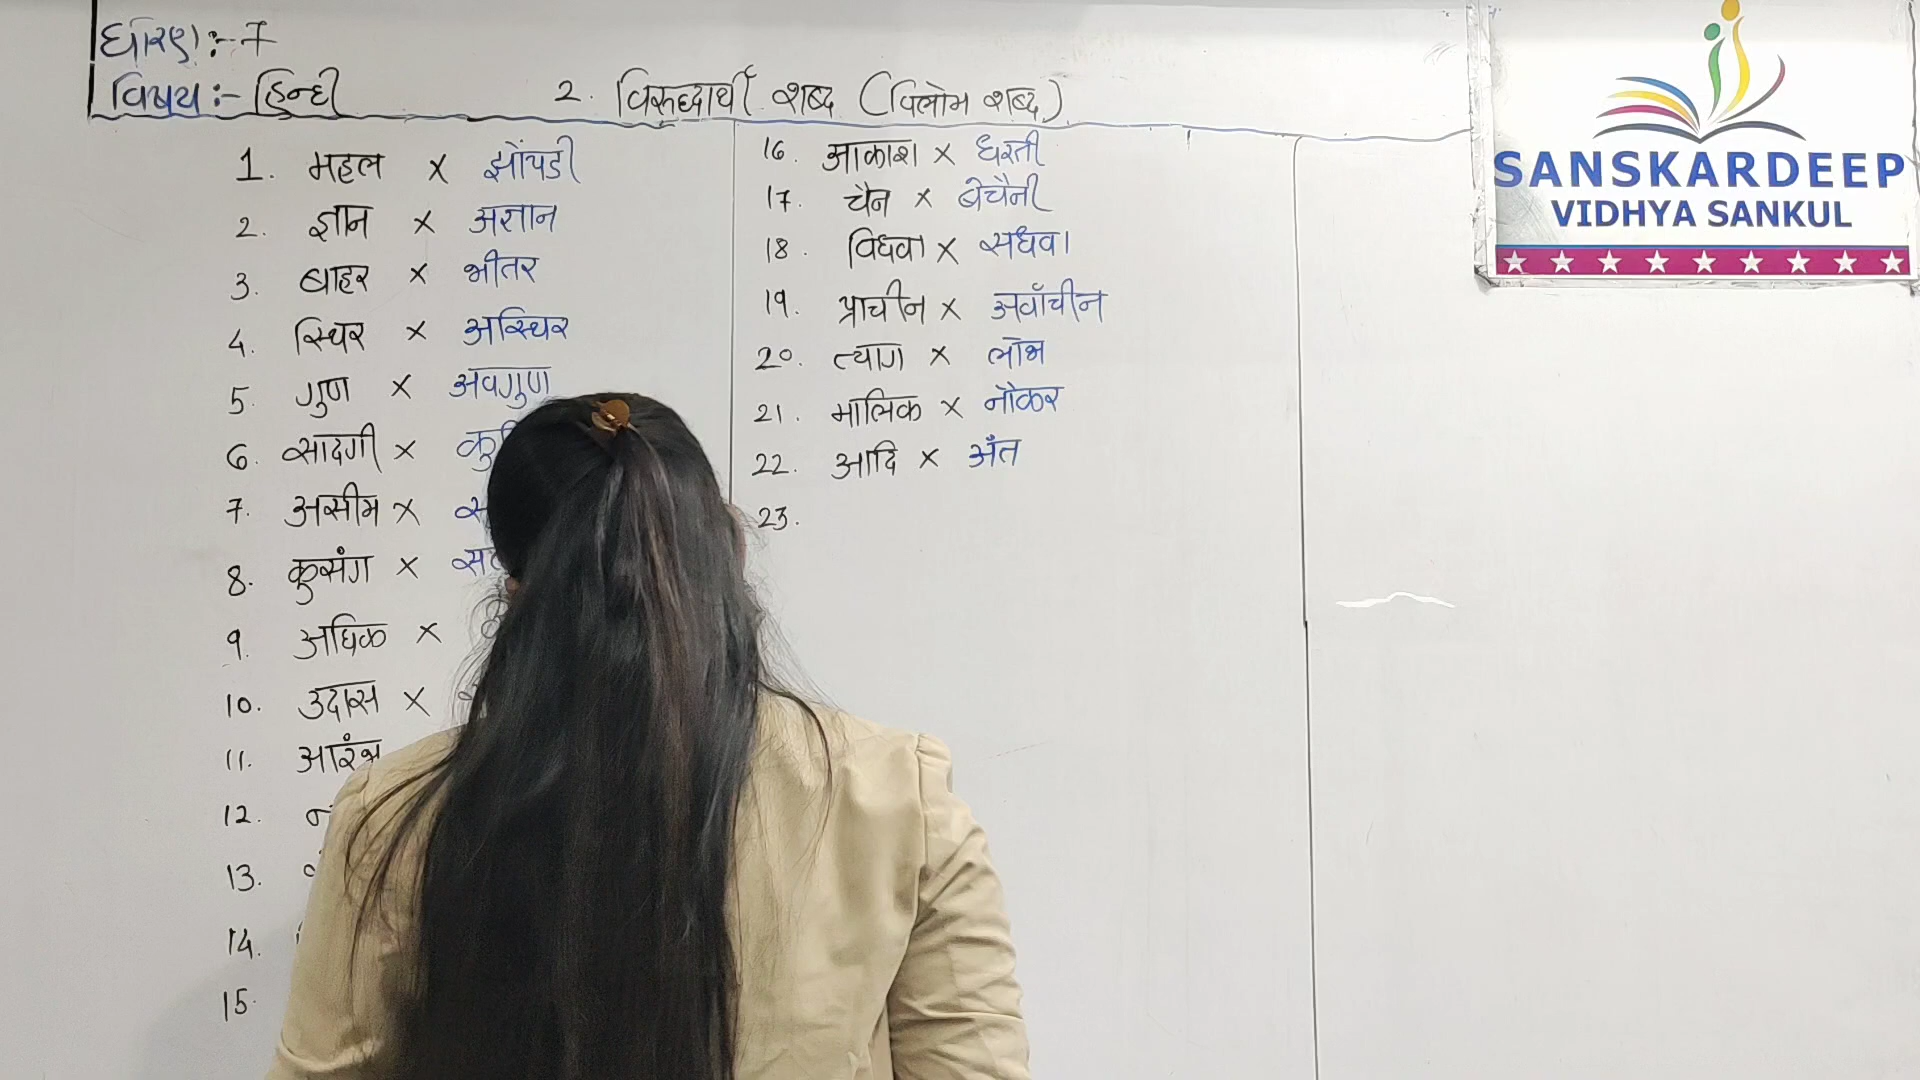 धोरण :- 7
विषय :- हिन्दी
2. विरुद्धार्थी शब्द (विलोम शब्द)
1. महल × झोंपडी
2. ज्ञान × अज्ञान
3. बाहर × भीतर
4. स्थिर × अस्थिर
5. गुण × अवगुण
6. सादगी ×
7. असीम ×
8. कुसंग ×
9. अधिक ×
10. उदास ×
11. आरंभ
12.
13.
14.
15.
16. आकाश × धरती
17. चैन × बेचैनी
18. विधवा × सधवा
19. प्राचीन × अर्वाचीन
20. त्याग × लोभ
21. मालिक × नौकर
22. आदि × अंत
23.
SANSKARDEEP
VIDHYA SANKUL